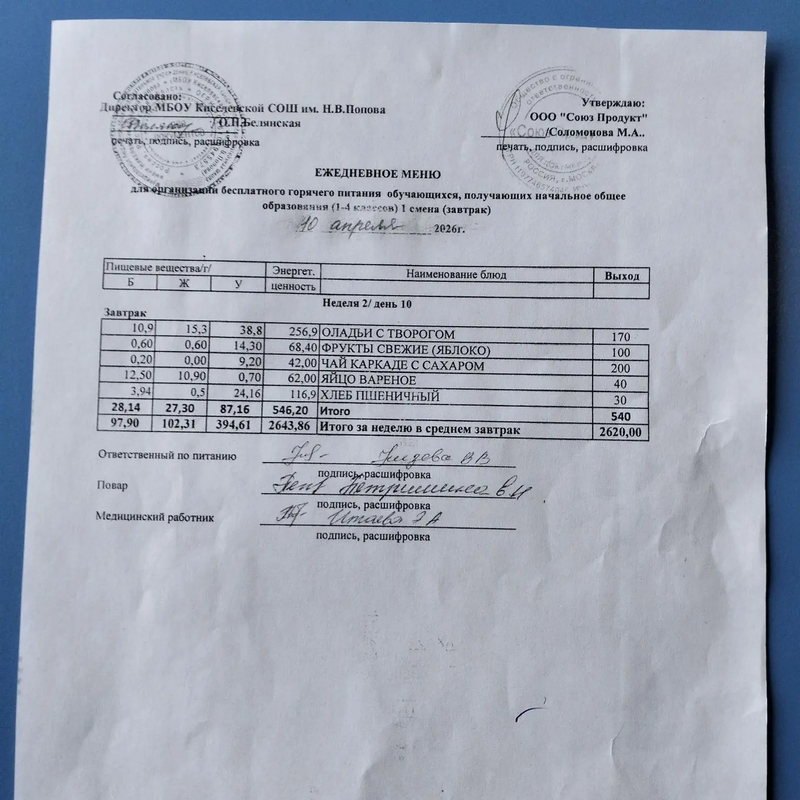 Согласовано:
Директор МБОУ Киселевской СОШ им. Н.В.Попова
/О.П.Белянская
печать, подпись, расшифровка
Утверждаю:
ООО "Союз Продукт"
/Соломонова М.А..
печать, подпись, расшифровка
ЕЖЕДНЕВНОЕ МЕНЮ
для организации бесплатного горячего питания обучающихся, получающих начальное общее
образования (1-4 классов) 1 смена (завтрак)
10 апреля 2026г.
Пищевые вещества/г/ Энергет. Наименование блюд Выход
Б Ж У ценность
Неделя 2/ день 10
Завтрак
10,9 15,3 38,8 256,9 ОЛАДЬИ С ТВОРОГОМ 170
0,60 0,60 14,30 68,40 ФРУКТЫ СВЕЖИЕ (ЯБЛОКО) 100
0,20 0,00 9,20 42,00 ЧАЙ КАРКАДЕ С САХАРОМ 200
12,50 10,90 0,70 62,00 ЯЙЦО ВАРЕНОЕ 40
3,94 0,5 24,16 116,9 ХЛЕБ ПШЕНИЧНЫЙ 30
28,14 27,30 87,16 546,20 Итого 540
97,90 102,31 394,61 2643,86 Итого за неделю в среднем завтрак 2620,00
Ответственный по питанию
подпись, расшифровка
Повар
подпись, расшифровка
Медицинский работник
подпись, расшифровка